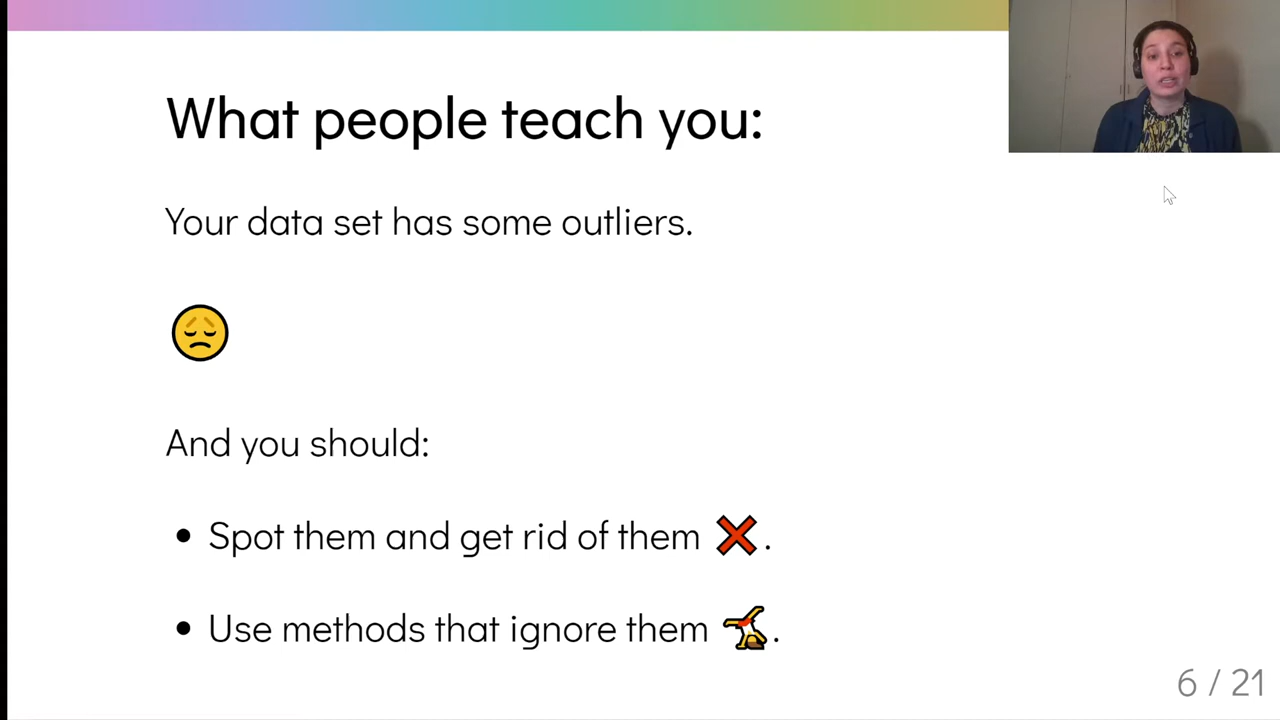 What people teach you:
Your data set has some outliers.
And you should:
• Spot them and get rid of them ❌.
• Use methods that ignore them .
6 / 21